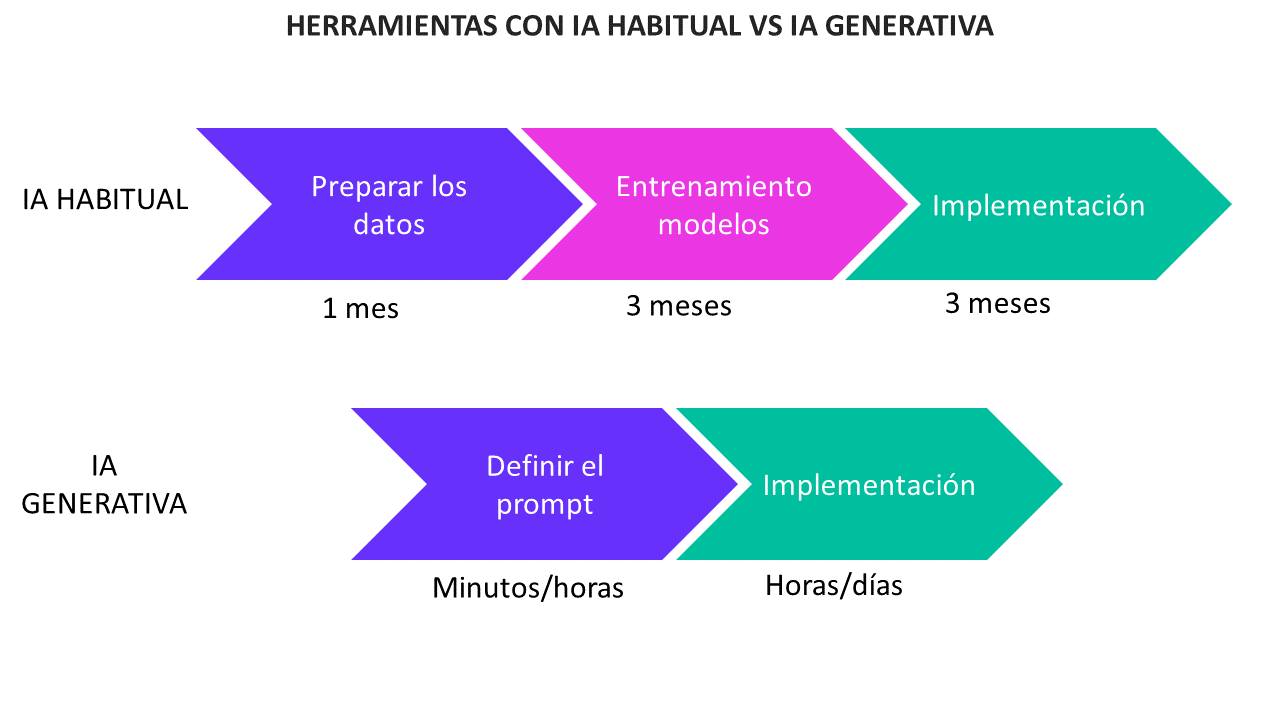 HERRAMIENTAS CON IA HABITUAL VS IA GENERATIVA
IA HABITUAL
Preparar los
datos
Entrenamiento
modelos
Implementación
1 mes
3 meses
3 meses
IA
GENERATIVA
Definir el
prompt
Implementación
Minutos/horas
Horas/días